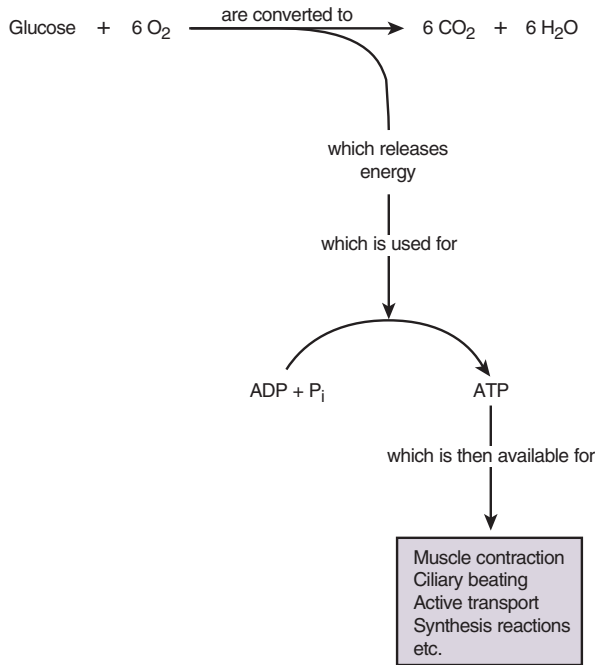 are converted to
Glucose + 6 O₂ 6 CO₂ + 6 H₂O
which releases
energy
which is used for
ADP + Pᵢ ATP
which is then available for
Muscle contraction
Ciliary beating
Active transport
Synthesis reactions
etc.